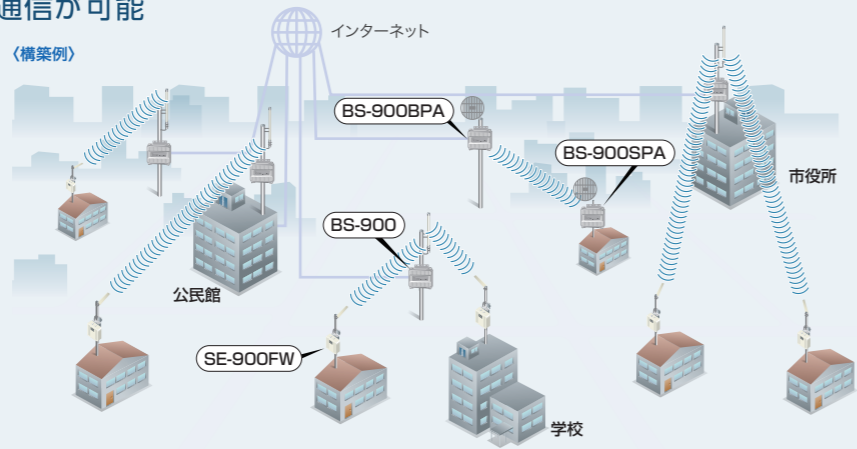 通信が可能
〈構築例〉
インターネット
BS-900BPA
BS-900SPA
市役所
BS-900
公民館
SE-900FW
学校